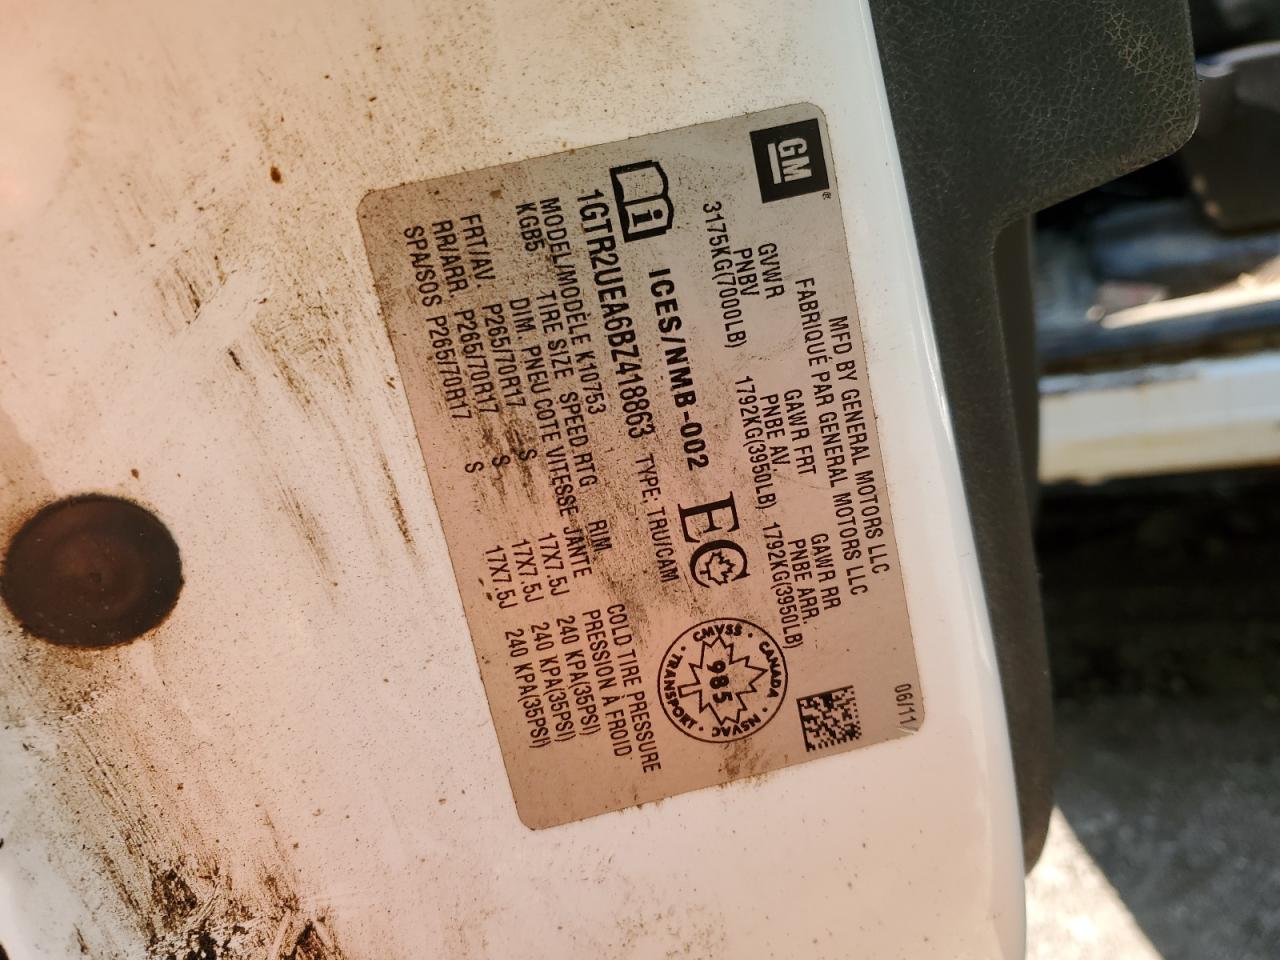 MFD BY GENERAL MOTORS LLC
FABRIQUÉ PAR GENERAL MOTORS LLC
06/11
GM
®
GVWR GAWR FRT GAWR RR
PNBV PNBE AV. PNBE ARR.
3175KG(7000LB) 1792KG(3950LB) 1792KG(3950LB)
i ICES/NMB-002 EC
CMVSS • CANADA • NSVAC • TRANSPORT •
985
1GTR2UEA6BZ418863 TYPE: TRU/CAM
MODEL/MODÈLE K10753
KGB5 TIRE SIZE SPEED RTG RIM COLD TIRE PRESSURE
DIM. PNEU COTE VITESSE JANTE PRESSION À FROID
FRT/AV. P265/70R17 S 17X7.5J 240 KPA(35PSI)
RR/ARR. P265/70R17 S 17X7.5J 240 KPA(35PSI)
SPA/SOS P265/70R17 S 17X7.5J 240 KPA(35PSI)